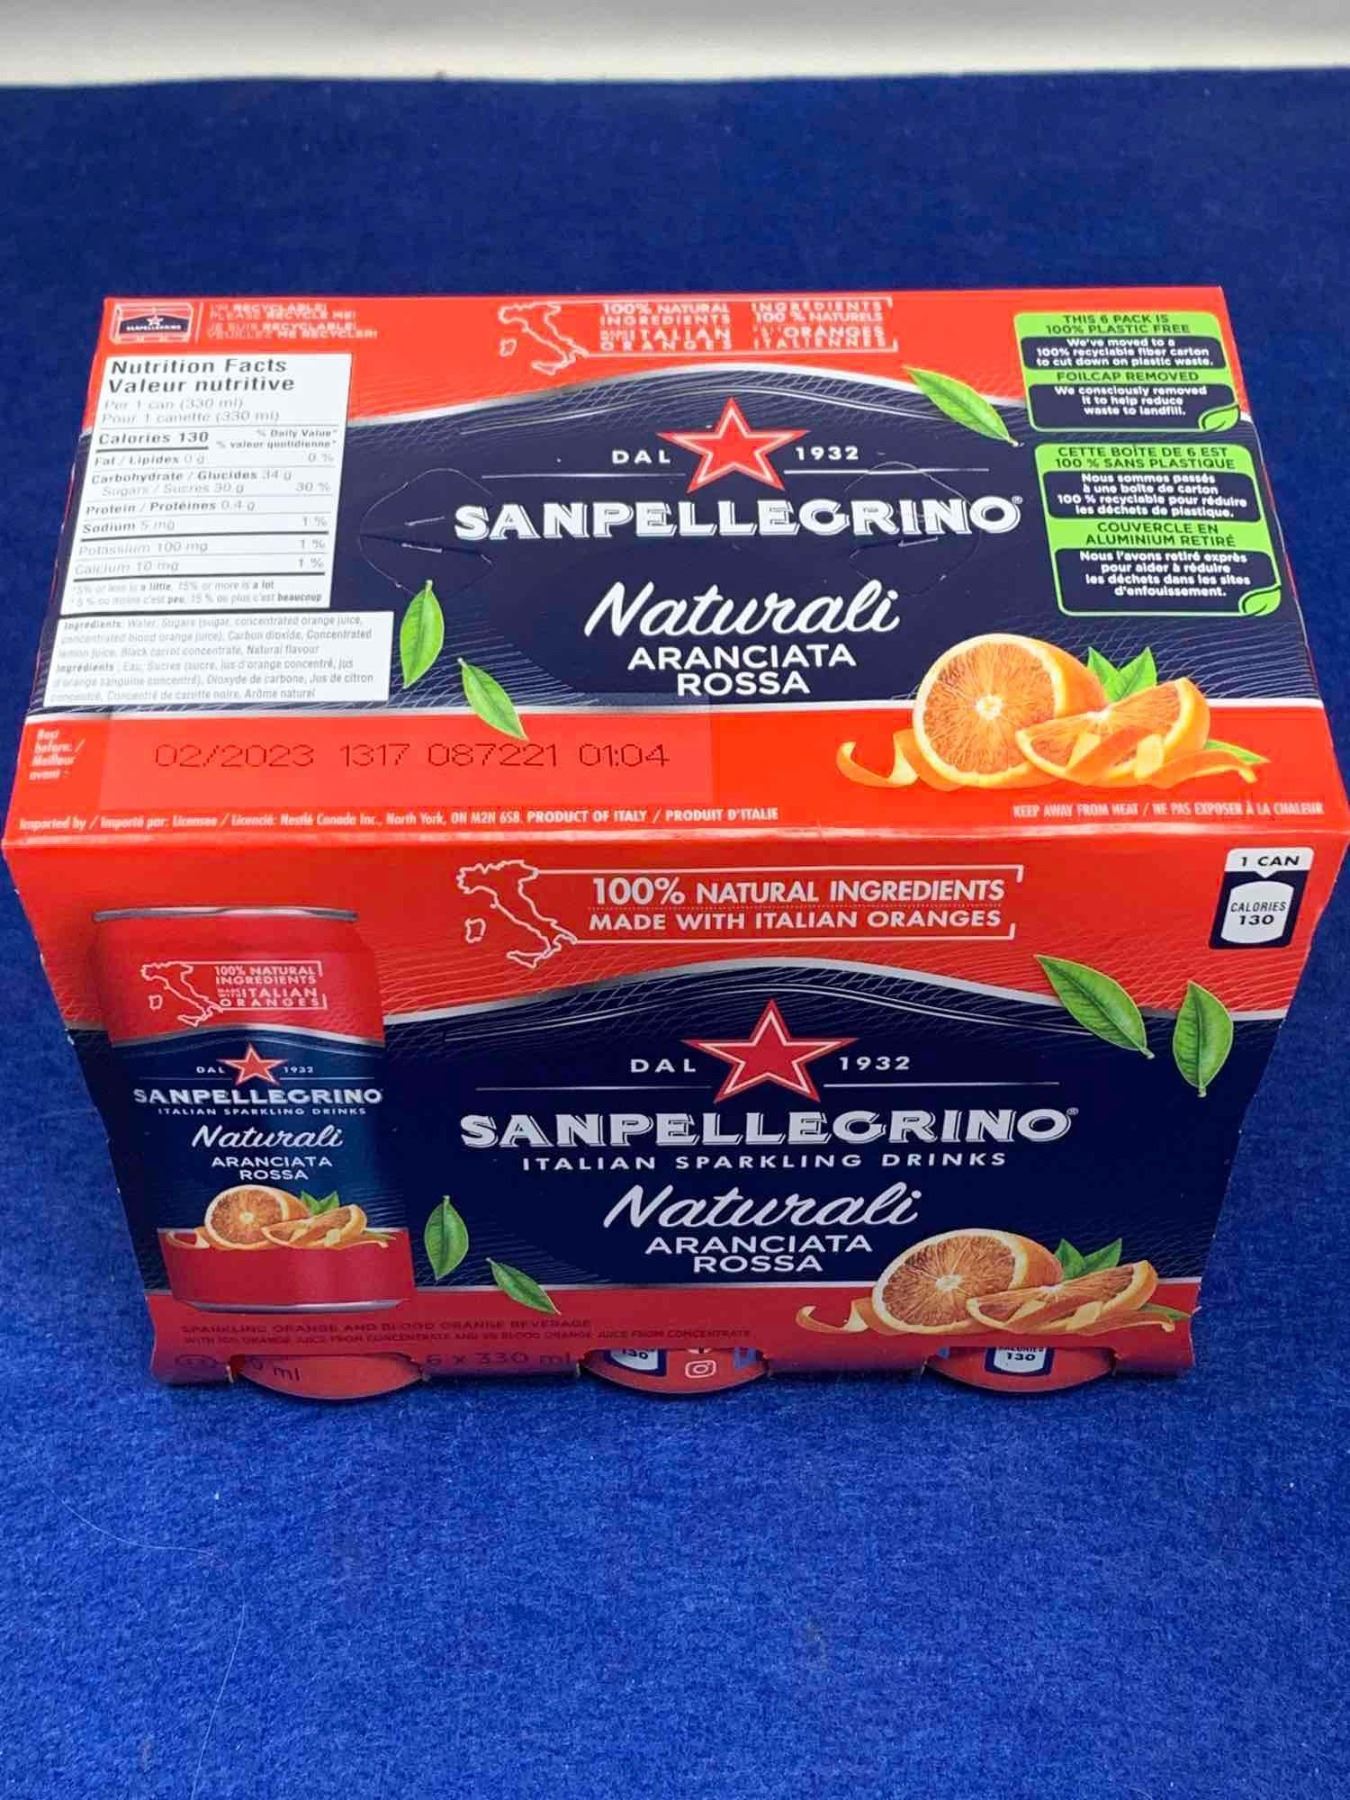 SANPELLEGRINO
I'M RECYCLABLE!
PLEASE RECYCLE ME!
JE SUIS RECYCLABLE!
VEUILLEZ ME RECYCLER!
100% NATURAL
INGREDIENTS
ITALIAN
ORANGES
INGREDIENTS
100 % NATURELS
ORANGES
ITALIENNES
Nutrition Facts
Valeur nutritive
Per 1 can (330 ml)
Pour 1 canette (330 ml)
Calories 130
% Daily Value*
% valeur quotidienne*
Fat / Lipides 0 g 0 %
Carbohydrate / Glucides 34 g
Sugars / Sucres 30 g 30 %
Protein / Protéines 0.4 g
Sodium 5 mg 1 %
Potassium 100 mg 1 %
Calcium 10 mg 1 %
*5% or less is a little, 15% or more is a lot
*5 % ou moins c'est peu, 15 % ou plus c'est beaucoup
Ingredients: Water, Sugars (sugar, concentrated orange juice,
concentrated blood orange juice), Carbon dioxide, Concentrated
lemon juice, Black carrot concentrate, Natural flavour
Ingrédients : Eau, Sucres (sucre, jus d'orange concentré, jus
d'orange sanguine concentré), Dioxyde de carbone, Jus de citron
concentré, Concentré de carotte noire, Arôme naturel
DAL 1932
SANPELLEGRINO®
Naturali
ARANCIATA
ROSSA
THIS 6 PACK IS
100% PLASTIC FREE
We've moved to a
100% recyclable fiber carton
to cut down on plastic waste.
FOILCAP REMOVED
We consciously removed
it to help reduce
waste to landfill.
CETTE BOÎTE DE 6 EST
100 % SANS PLASTIQUE
Nous sommes passés
à une boîte de carton
100 % recyclable pour réduire
les déchets de plastique.
COUVERCLE EN
ALUMINIUM RETIRÉ
Nous l'avons retiré exprès
pour aider à réduire
les déchets dans les sites
d'enfouissement.
Best
before /
Meilleur
avant :
02/2023 1317 087221 01:04
Imported by / Importé par: Licensee / Licencié: Nestlé Canada Inc., North York, ON M2N 6S8. PRODUCT OF ITALY / PRODUIT D'ITALIE
KEEP AWAY FROM HEAT / NE PAS EXPOSER À LA CHALEUR
100% NATURAL INGREDIENTS
MADE WITH ITALIAN ORANGES
1 CAN
CALORIES
130
100% NATURAL
INGREDIENTS
ITALIAN
ORANGES
DAL 1932
SANPELLEGRINO
ITALIAN SPARKLING DRINKS
Naturali
ARANCIATA
ROSSA
DAL 1932
SANPELLEGRINO®
ITALIAN SPARKLING DRINKS
Naturali
ARANCIATA
ROSSA
SPARKLING ORANGE AND BLOOD ORANGE BEVERAGE
ORANGE JUICE FROM CONCENTRATE AND BLOOD ORANGE JUICE FROM CONCENTRATE
6 x 330 ml
ml
130
CALORIES
130